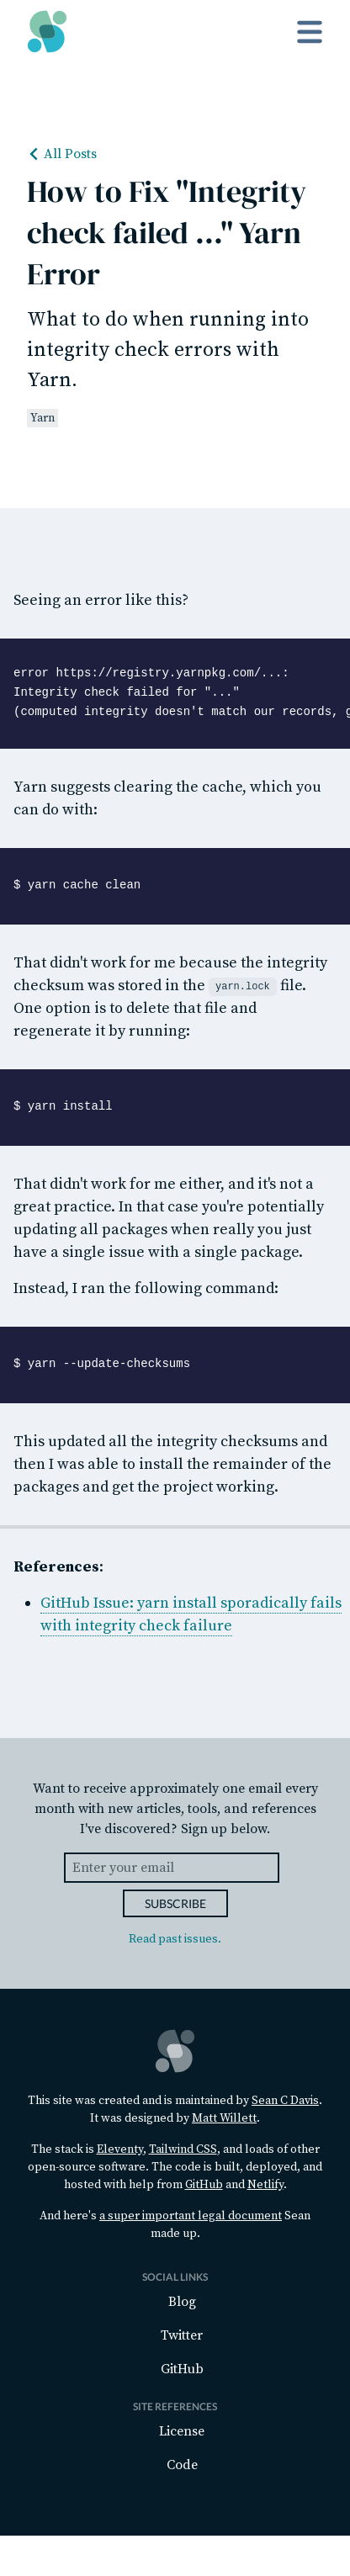 All Posts
How to Fix "Integrity
check failed ..." Yarn
Error
What to do when running into
integrity check errors with
Yarn.
Yarn
Seeing an error like this?
error https://registry.yarnpkg.com/...:
Integrity check failed for "..."
(computed integrity doesn't match our records, g
Yarn suggests clearing the cache, which you
can do with:
$ yarn cache clean
That didn't work for me because the integrity
checksum was stored in the yarn.lock file.
One option is to delete that file and
regenerate it by running:
$ yarn install
That didn't work for me either, and it's not a
great practice. In that case you're potentially
updating all packages when really you just
have a single issue with a single package.
Instead, I ran the following command:
$ yarn --update-checksums
This updated all the integrity checksums and
then I was able to install the remainder of the
packages and get the project working.
References:
GitHub Issue: yarn install sporadically fails
with integrity check failure
Want to receive approximately one email every
month with new articles, tools, and references
I've discovered? Sign up below.
Enter your email
SUBSCRIBE
Read past issues.
This site was created and is maintained by Sean C Davis.
It was designed by Matt Willett.
The stack is Eleventy, Tailwind CSS, and loads of other
open-source software. The code is built, deployed, and
hosted with help from GitHub and Netlify.
And here's a super important legal document Sean
made up.
SOCIAL LINKS
Blog
Twitter
GitHub
SITE REFERENCES
License
Code